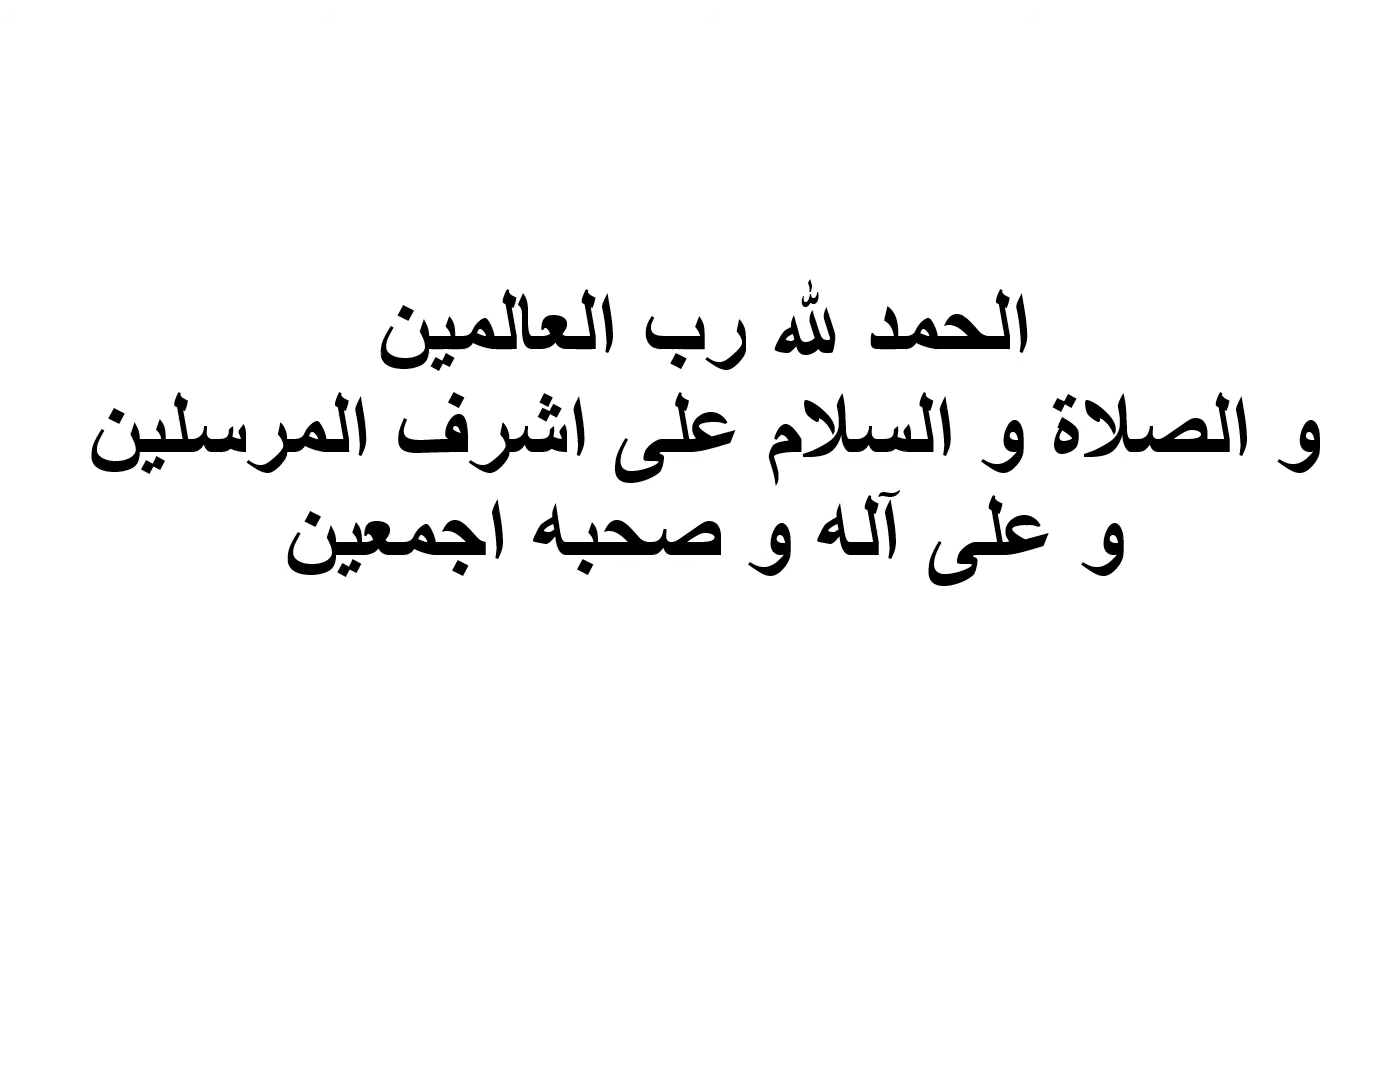 الحمد لله رب العالمين
و الصلاة و السلام على اشرف المرسلين
و على آله و صحبه اجمعين